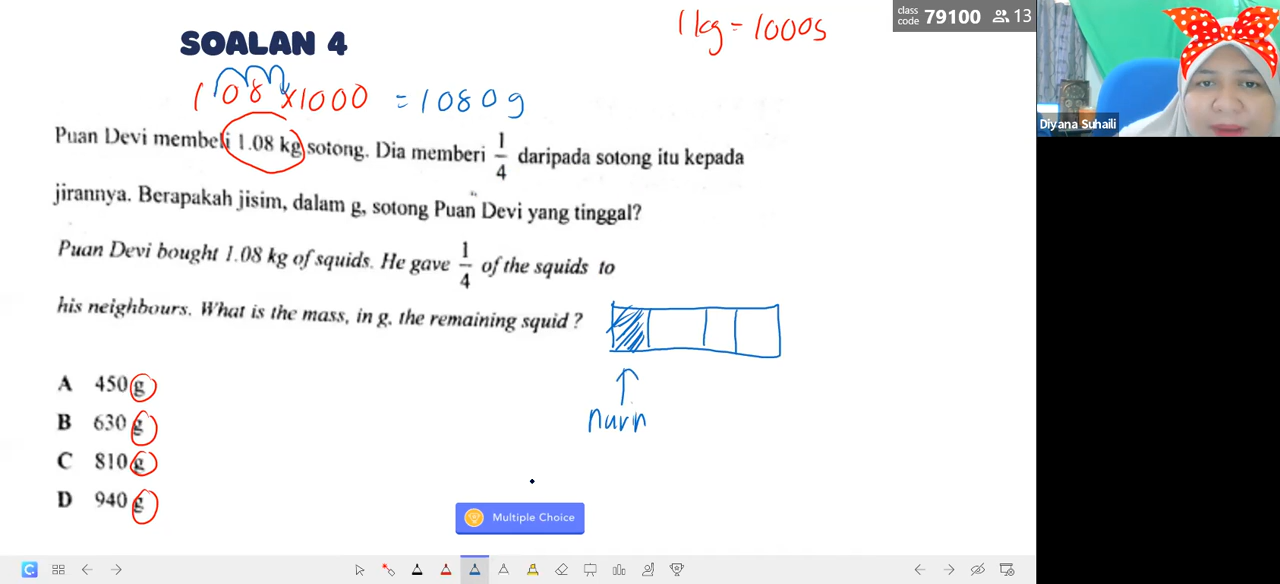 class code 79100 13
1kg = 1000g
SOALAN 4
108 x1000 = 1080g
Diyana Suhaili
Puan Devi membeli 1.08 kg sotong. Dia memberi 1/4 daripada sotong itu kepada
jirannya. Berapakah jisim, dalam g, sotong Puan Devi yang tinggal?
Puan Devi bought 1.08 kg of squids. He gave 1/4 of the squids to
his neighbours. What is the mass, in g. the remaining squid ?
A 450 g
B 630 g
C 810 g
D 940 g
Multiple Choice